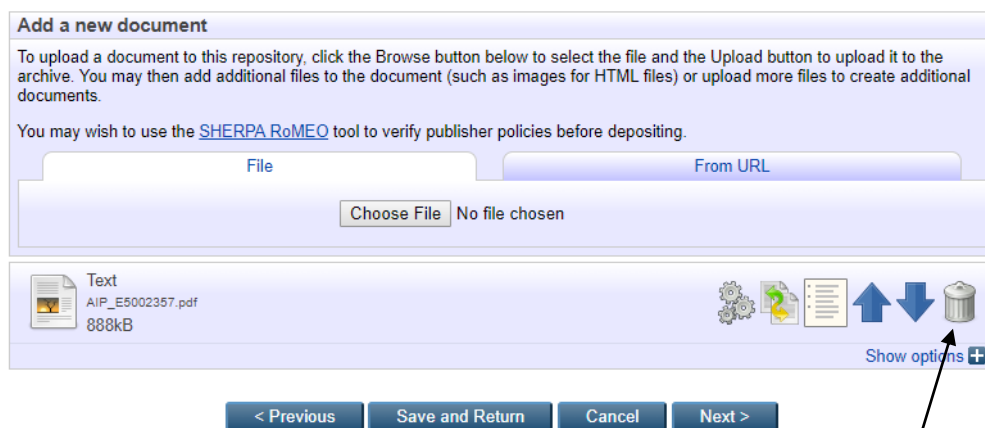 Add a new document
To upload a document to this repository, click the Browse button below to select the file and the Upload button to upload it to the
archive. You may then add additional files to the document (such as images for HTML files) or upload more files to create additional
documents.
You may wish to use the SHERPA RoMEO tool to verify publisher policies before depositing.
File From URL
Choose File No file chosen
Text
AIP_E5002357.pdf
888kB
Show options
< Previous Save and Return Cancel Next >